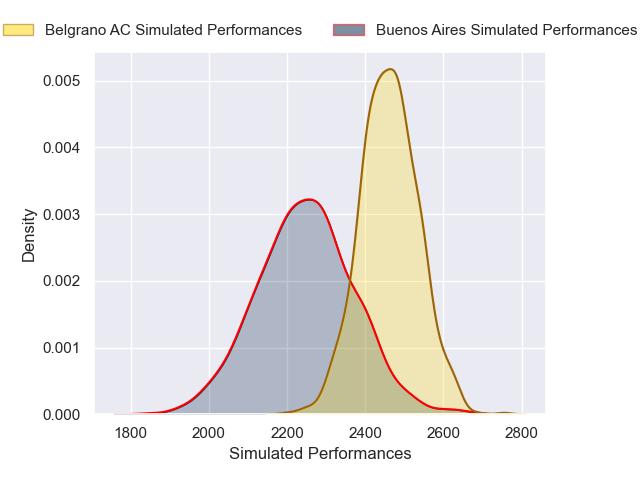 Belgrano AC Simulated Performances
Buenos Aires Simulated Performances
0.005
0.004
0.003
0.002
0.001
0.000
Density
1800 2000 2200 2400 2600 2800
Simulated Performances